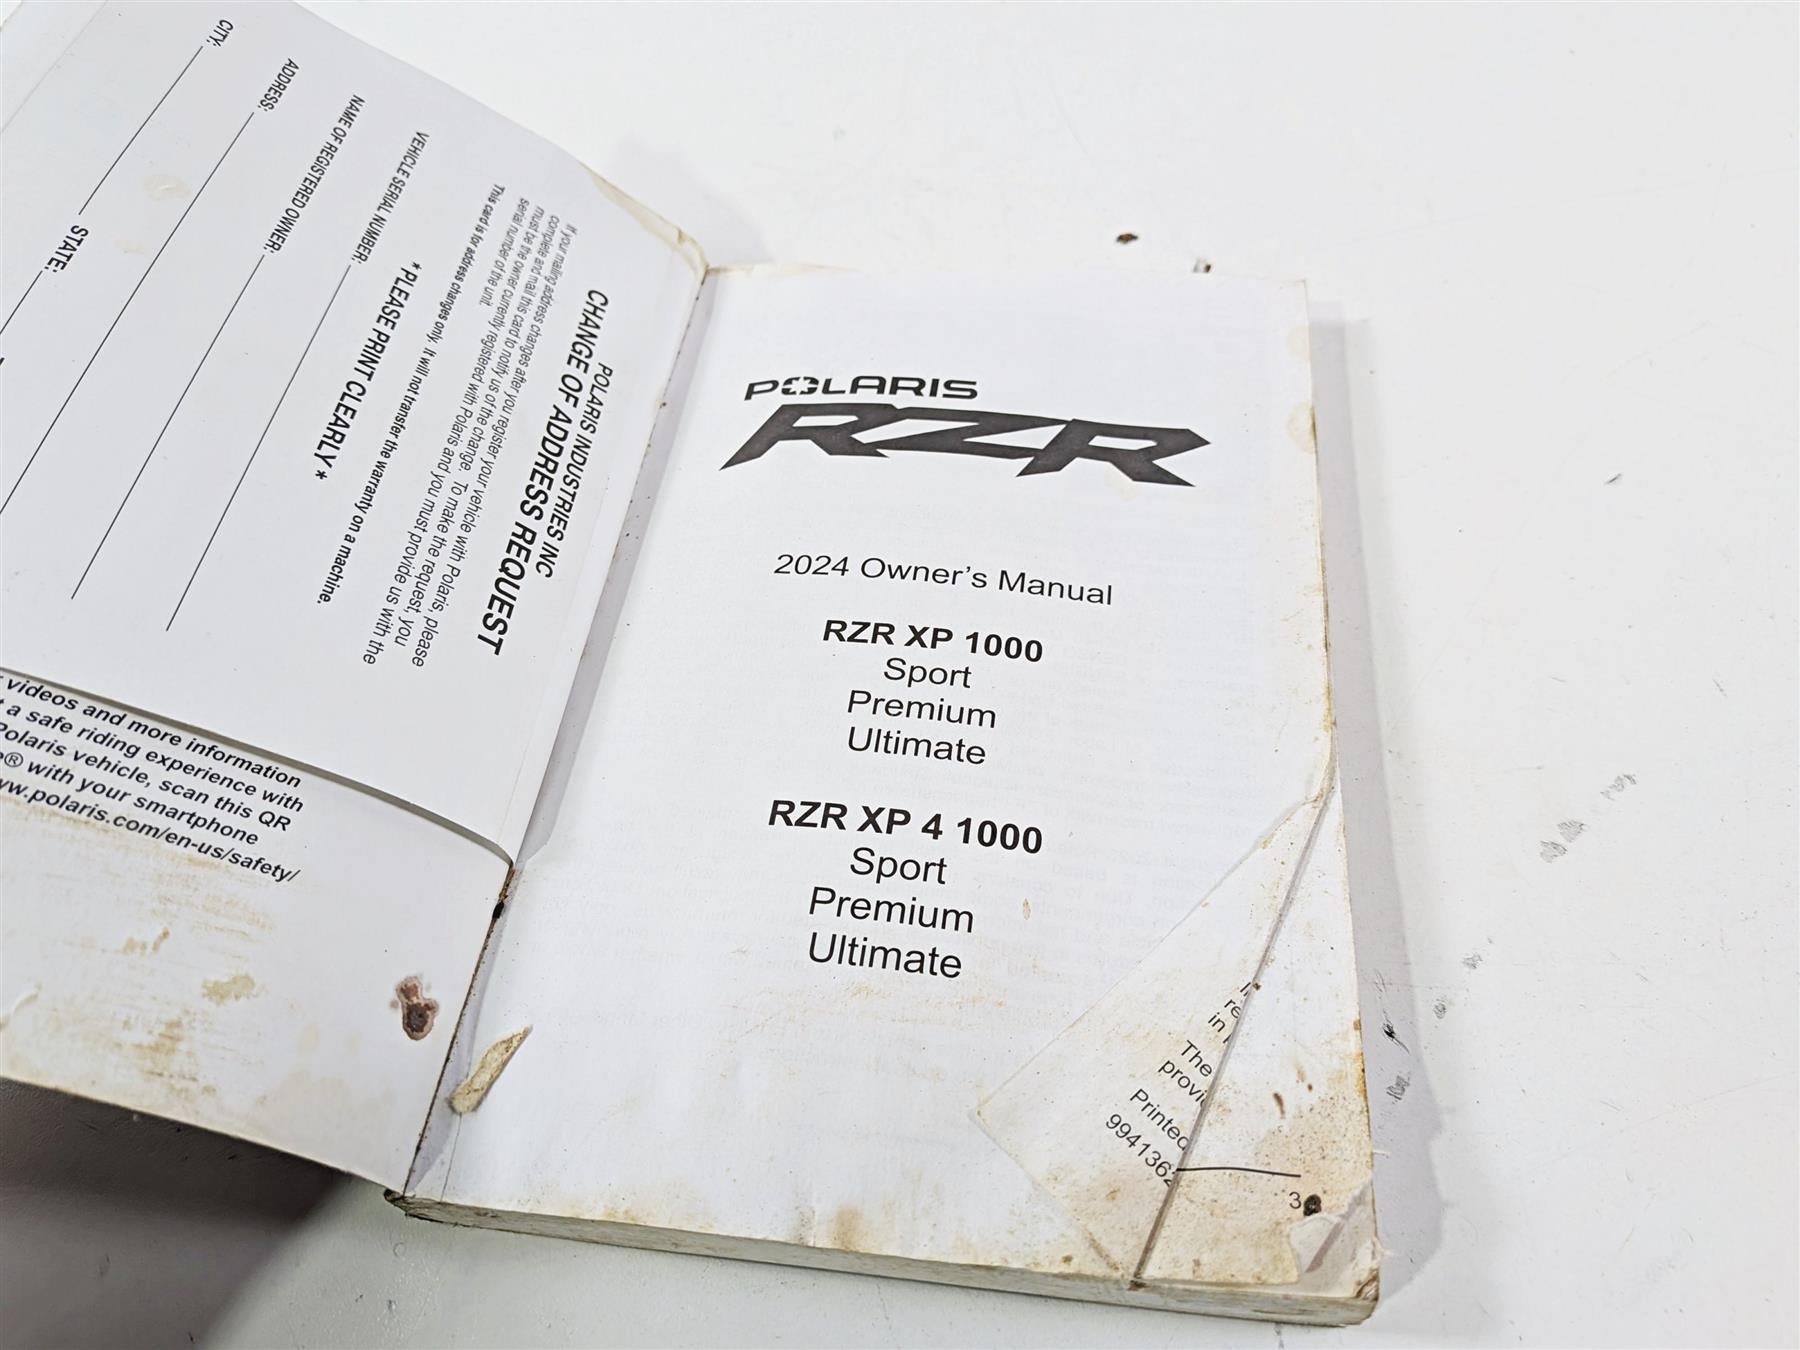 POLARIS INDUSTRIES INC
CHANGE OF ADDRESS REQUEST
If your mailing address changes after you register your vehicle with Polaris, please
complete and mail this card to notify us of the change. To make the request, you
must be the owner currently registered with Polaris and you must provide us with the
serial number of the unit.
This card is for address changes only. It will not transfer the warranty on a machine.
* PLEASE PRINT CLEARLY *
VEHICLE SERIAL NUMBER:
NAME OF REGISTERED OWNER:
ADDRESS:
CITY:
STATE:
videos and more information
a safe riding experience with
Polaris vehicle, scan this QR
® with your smartphone
w.polaris.com/en-us/safety/
POLARIS
RZR
2024 Owner's Manual
RZR XP 1000
Sport
Premium
Ultimate
RZR XP 4 1000
Sport
Premium
Ultimate
in
The
Printed
3